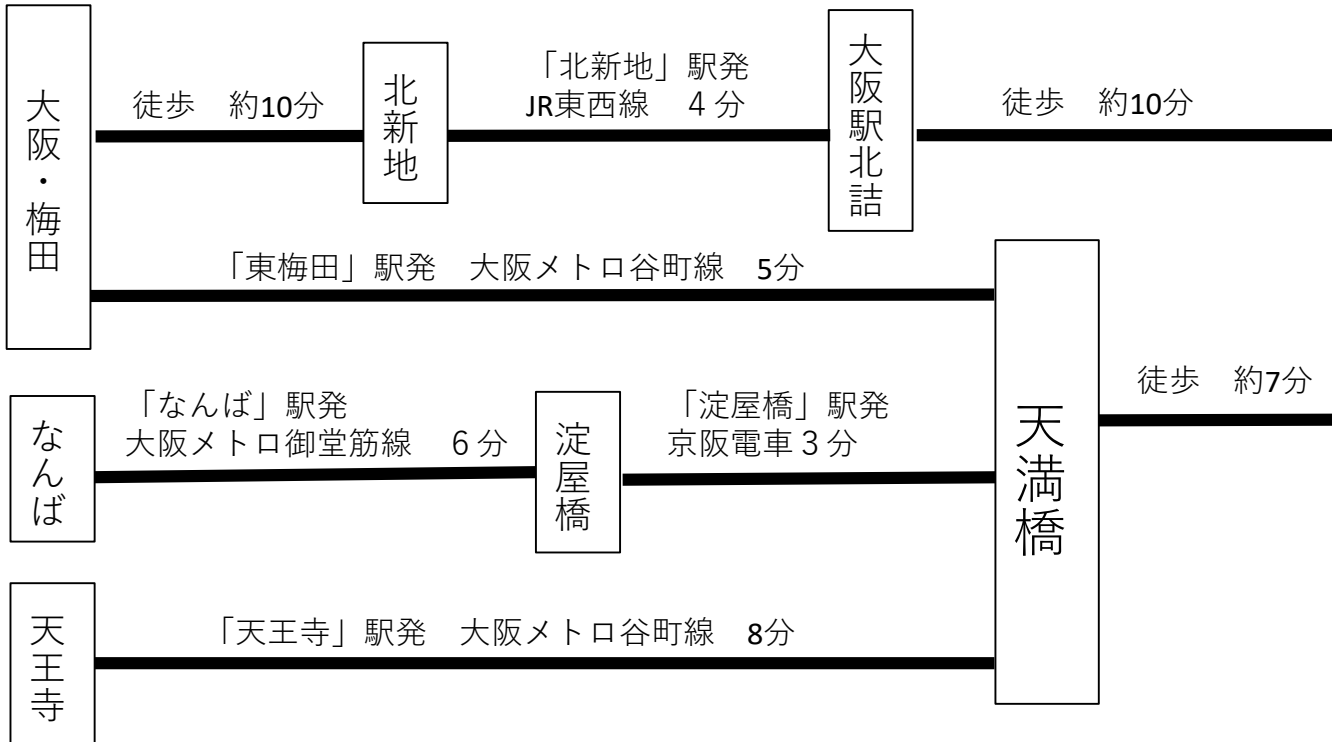 大阪・梅田
徒歩　約10分
北新地
「北新地」駅発
JR東西線　４分
大阪駅北詰
徒歩　約10分
「東梅田」駅発　大阪メトロ谷町線　5分
なんば
「なんば」駅発
大阪メトロ御堂筋線　６分
淀屋橋
「淀屋橋」駅発
京阪電車３分
天満橋
徒歩　約7分
天王寺
「天王寺」駅発　大阪メトロ谷町線　8分